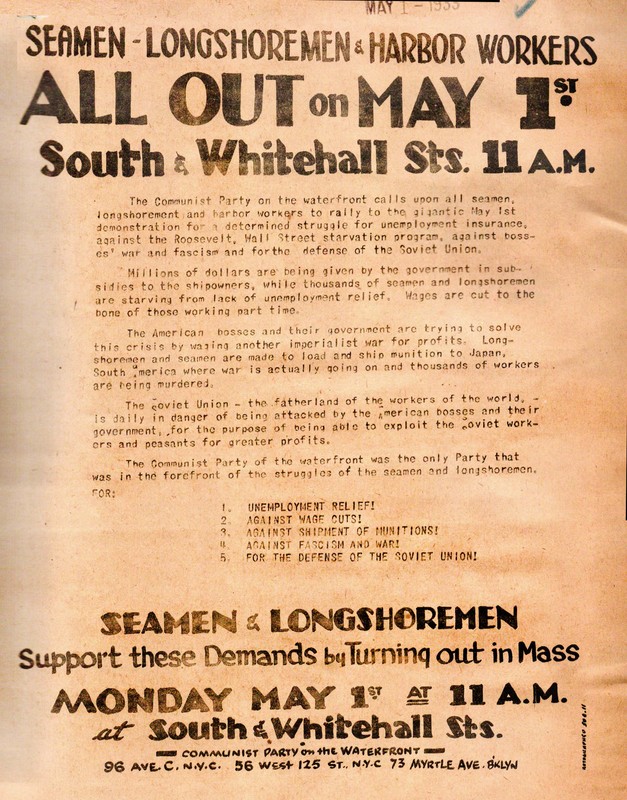 MAY 1 - 1933
SEAMEN - LONGSHOREMEN & HARBOR WORKERS
ALL OUT on MAY 1ST
South & Whitehall Sts. 11 A.M.
The Communist Party on the waterfront calls upon all seamen,
longshorement and harbor workers to rally to the gigantic May 1st
demonstration for a determined struggle for unemployment insurance,
against the Roosevelt, Wall Street starvation program, against boss-
es' war and fascism and forthe defense of the Soviet Union.
Millions of dollars are being given by the government in sub-
sidies to the shipowners, while thousands of seamen and longshoremen
are starving from lack of unemployment relief. Wages are cut to the
bone of those working part time.
The American bosses and their government are trying to solve
this crisis by waging another imperialist war for profits. Long-
shoremen and seamen are made to load and ship munition to Japan,
South America where war is actually going on and thousands of workers
are being murdered.
The Soviet Union - the fatherland of the workers of the world, -
is daily in danger of being attacked by the American bosses and their
government, for the purpose of being able to exploit the Soviet work-
ers and peasants for greater profits.
The Communist Party of the waterfront was the only Party that
was in the forefront of the struggles of the seamen and longshoremen.
FOR:
1. UNEMPLOYMENT RELIEF!
2. AGAINST WAGE CUTS!
3. AGAINST SHIPMENT OF MUNITIONS!
4. AGAINST FASCISM AND WAR!
5. FOR THE DEFENSE OF THE SOVIET UNION!
SEAMEN & LONGSHOREMEN
Support these Demands by Turning out in Mass
MONDAY MAY 1ST AT 11 A.M.
at South & Whitehall Sts.
COMMUNIST PARTY on the WATERFRONT
96 AVE. C. N.Y.C. 56 WEST 125 ST., N.Y.C 73 MYRTLE AVE. B'KLYN